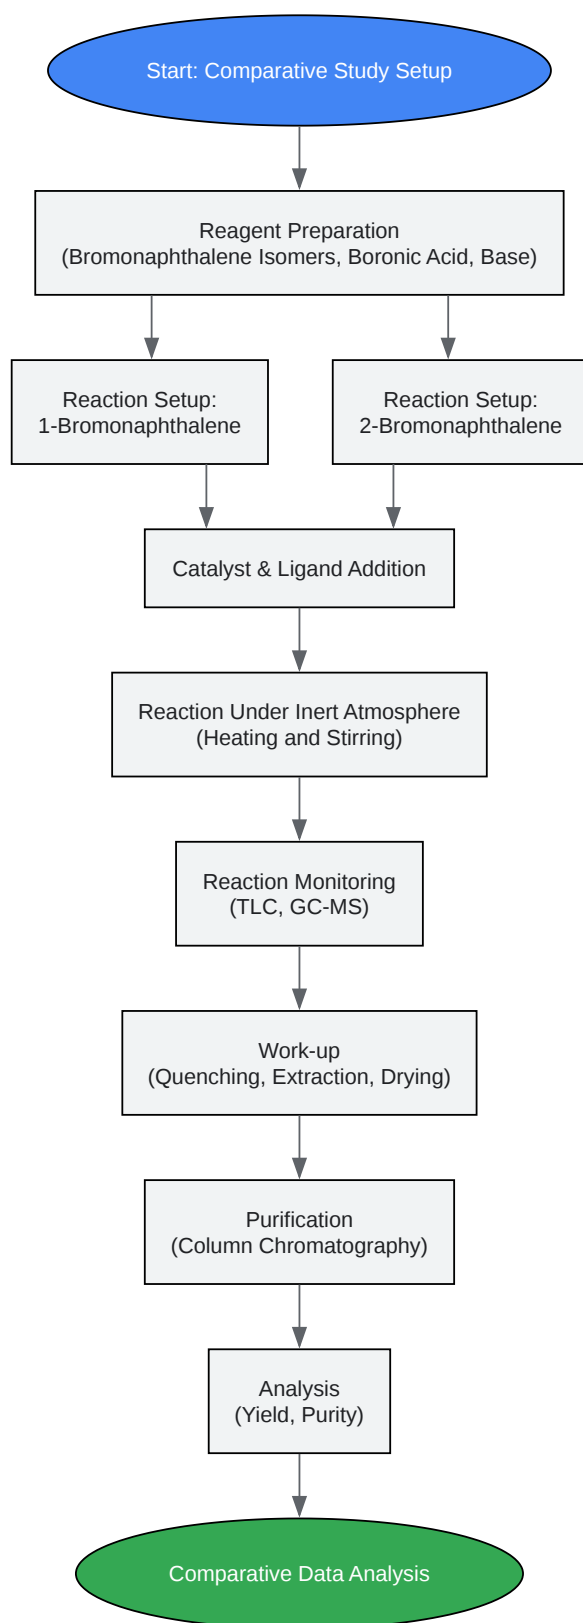 Start: Comparative Study Setup
Reagent Preparation
(Bromonaphthalene Isomers, Boronic Acid, Base)
Reaction Setup:
1-Bromonaphthalene
Reaction Setup:
2-Bromonaphthalene
Catalyst & Ligand Addition
Reaction Under Inert Atmosphere
(Heating and Stirring)
Reaction Monitoring
(TLC, GC-MS)
Work-up
(Quenching, Extraction, Drying)
Purification
(Column Chromatography)
Analysis
(Yield, Purity)
Comparative Data Analysis